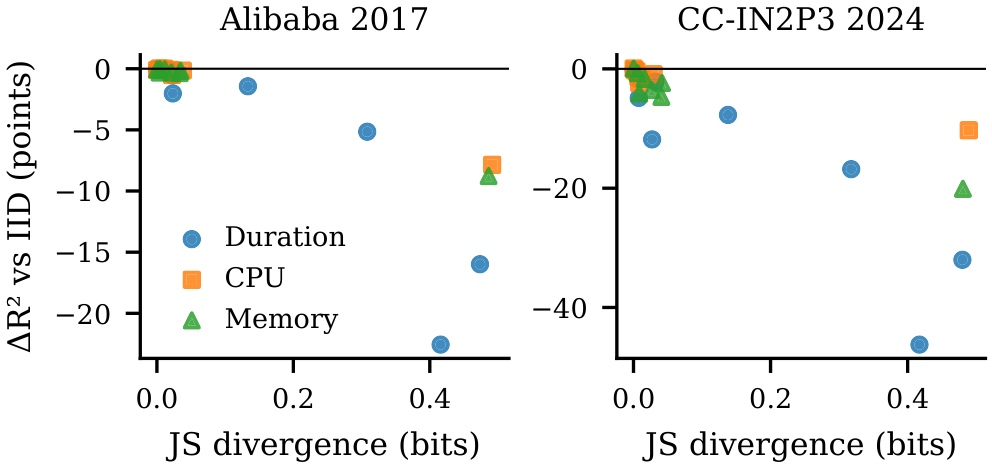 Alibaba 2017
CC-IN2P3 2024
ΔR² vs IID (points)
0
−5
−10
−15
−20
Duration
CPU
Memory
0.0 0.2 0.4
JS divergence (bits)
0
−20
−40
0.0 0.2 0.4
JS divergence (bits)